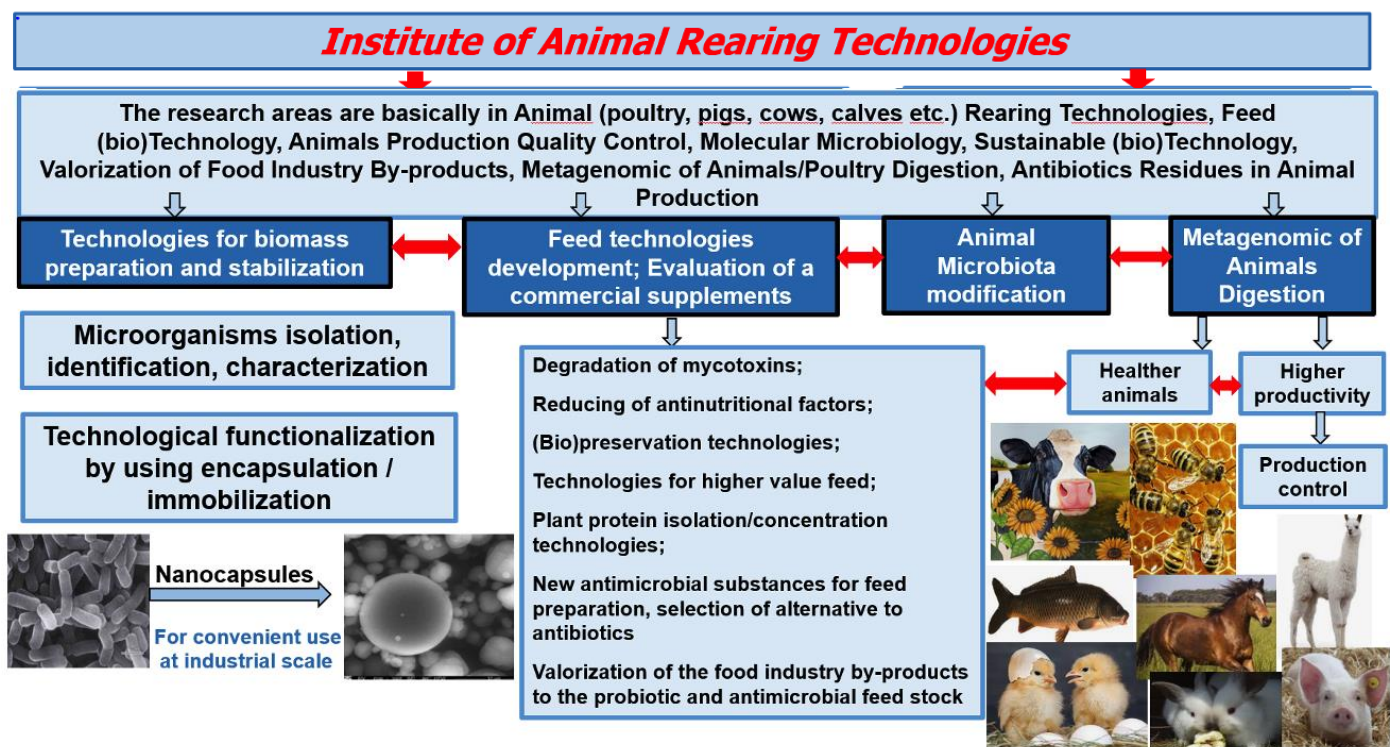 Institute of Animal Rearing Technologies
The research areas are basically in Animal (poultry, pigs, cows, calves etc.) Rearing Technologies, Feed
(bio)Technology, Animals Production Quality Control, Molecular Microbiology, Sustainable (bio)Technology,
Valorization of Food Industry By-products, Metagenomic of Animals/Poultry Digestion, Antibiotics Residues in Animal
Production
Technologies for biomass
preparation and stabilization
Feed technologies
development; Evaluation of a
commercial supplements
Animal
Microbiota
modification
Metagenomic of
Animals
Digestion
Microorganisms isolation,
identification, characterization
Technological functionalization
by using encapsulation /
immobilization
Nanocapsules
For convenient use
at industrial scale
Degradation of mycotoxins;
Reducing of antinutritional factors;
(Bio)preservation technologies;
Technologies for higher value feed;
Plant protein isolation/concentration
technologies;
New antimicrobial substances for feed
preparation, selection of alternative to
antibiotics
Valorization of the food industry by-products
to the probiotic and antimicrobial feed stock
Healther
animals
Higher
productivity
Production
control